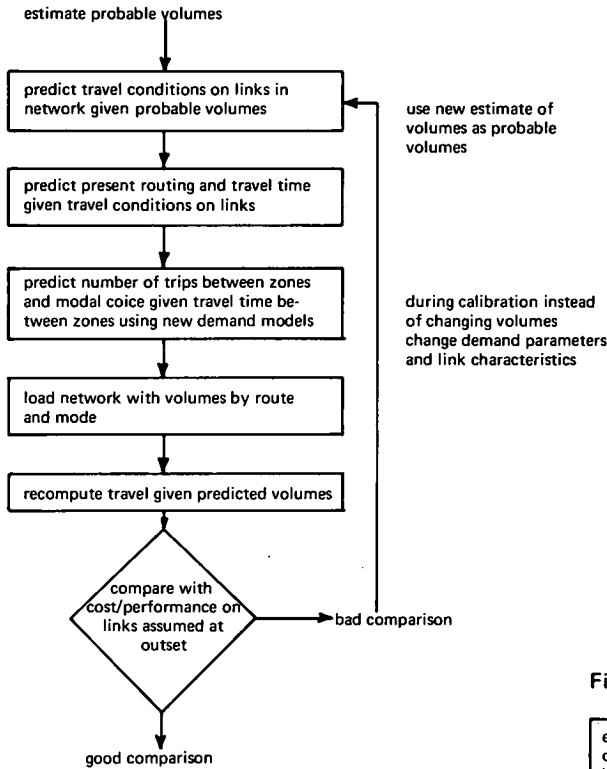 estimate probable volumes
predict travel conditions on links in
network given probable volumes
use new estimate of
volumes as probable
volumes
predict present routing and travel time
given travel conditions on links
predict number of trips between zones
and modal coice given travel time be-
tween zones using new demand models
during calibration instead
of changing volumes
change demand parameters
and link characteristics
load network with volumes by route
and mode
recompute travel given predicted volumes
compare with
cost/performance on
links assumed at
outset
bad comparison
good comparison